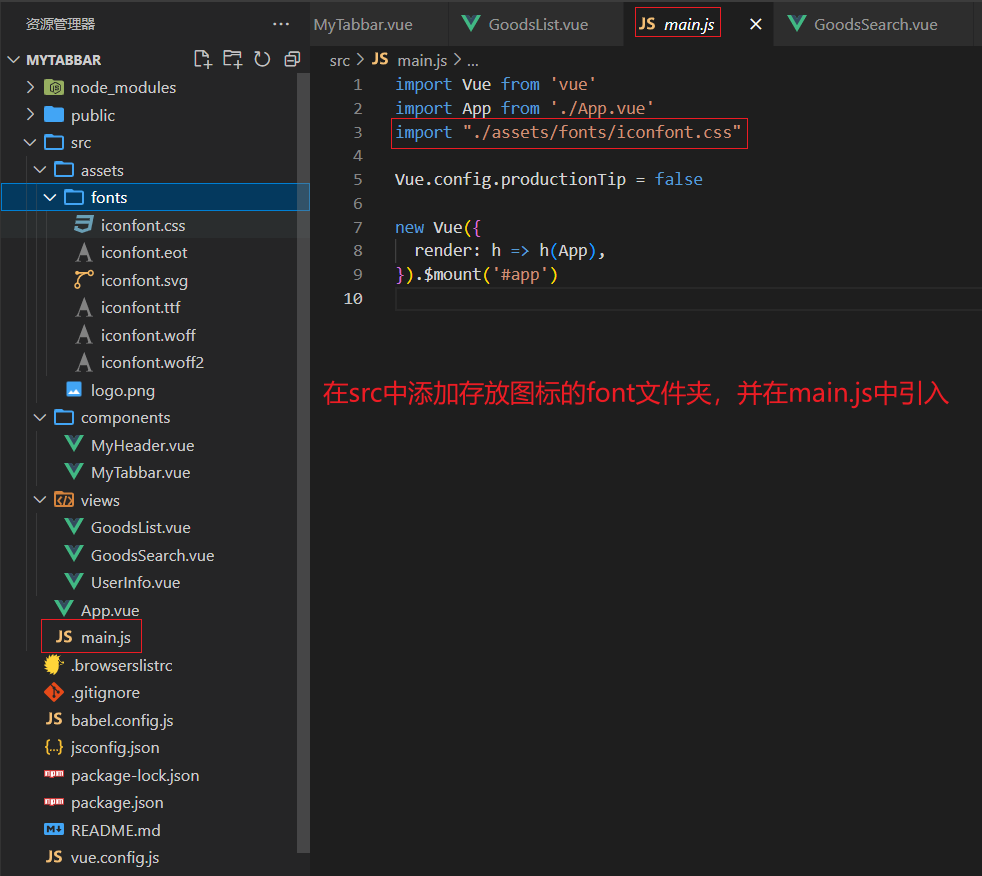 资源管理器 ···
MYTABBAR
node_modules
public
src
assets
fonts
iconfont.css
iconfont.eot
iconfont.svg
iconfont.ttf
iconfont.woff
iconfont.woff2
logo.png
components
MyHeader.vue
MyTabbar.vue
views
GoodsList.vue
GoodsSearch.vue
UserInfo.vue
App.vue
JS main.js
.browserslistrc
.gitignore
JS babel.config.js
{..} jsconfig.json
npm package-lock.json
npm package.json
M README.md
JS vue.config.js
MyTabbar.vue GoodsList.vue JS main.js × GoodsSearch.vue
src > JS main.js > ...
1 import Vue from 'vue'
2 import App from './App.vue'
3 import "./assets/fonts/iconfont.css"
4
5 Vue.config.productionTip = false
6
7 new Vue({
8 render: h => h(App),
9 }).$mount('#app')
10
在src中添加存放图标的font文件夹，并在main.js中引入